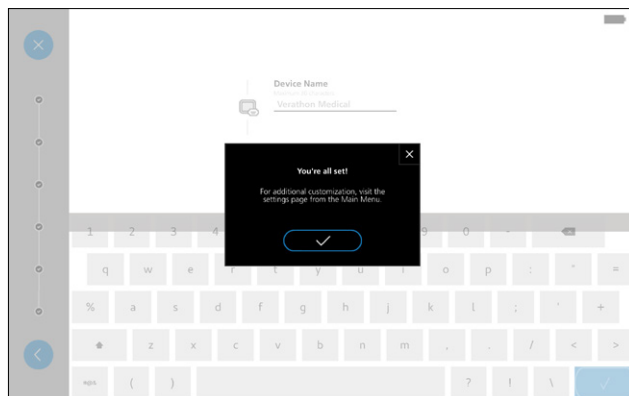 Device Name
Verathon Medical
You're all set!
For additional customization, visit the
settings page from the Main Menu.
1 2 3 4 9 0 -
q w e r t y u i o p : " =
% a s d f g h j k l ; ' +
z x c v b n m , . / < >
( ) ? ! \